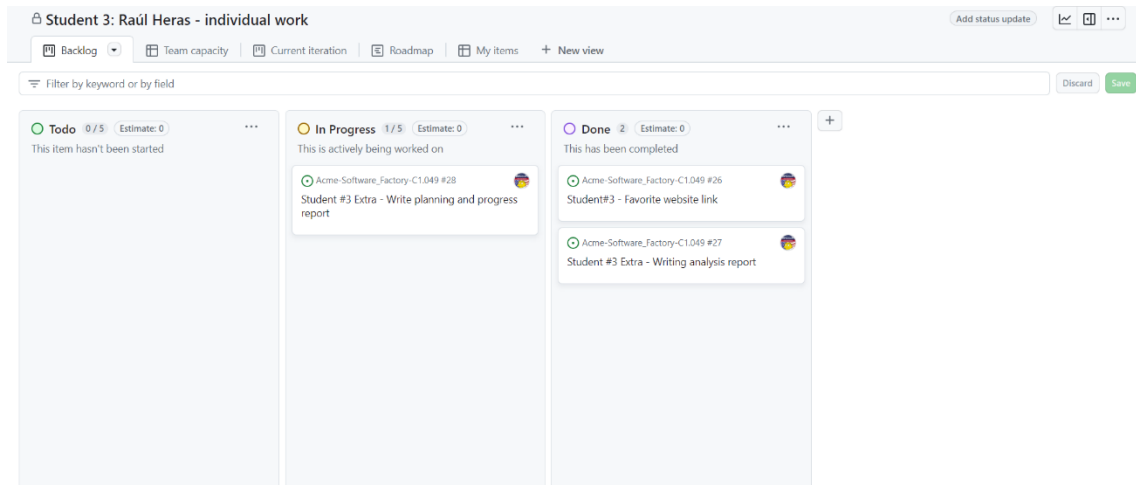 Student 3: Raúl Heras - individual work
Add status update
Backlog
Team capacity
Current iteration
Roadmap
My items
New view
Filter by keyword or by field
Discard
Save
Todo 0 / 5 Estimate: 0
This item hasn't been started
In Progress 1 / 5 Estimate: 0
This is actively being worked on
Acme-Software_Factory-C1.049 #28
Student #3 Extra - Write planning and progress
report
Done 2 Estimate: 0
This has been completed
Acme-Software_Factory-C1.049 #26
Student#3 - Favorite website link
Acme-Software_Factory-C1.049 #27
Student #3 Extra - Writing analysis report